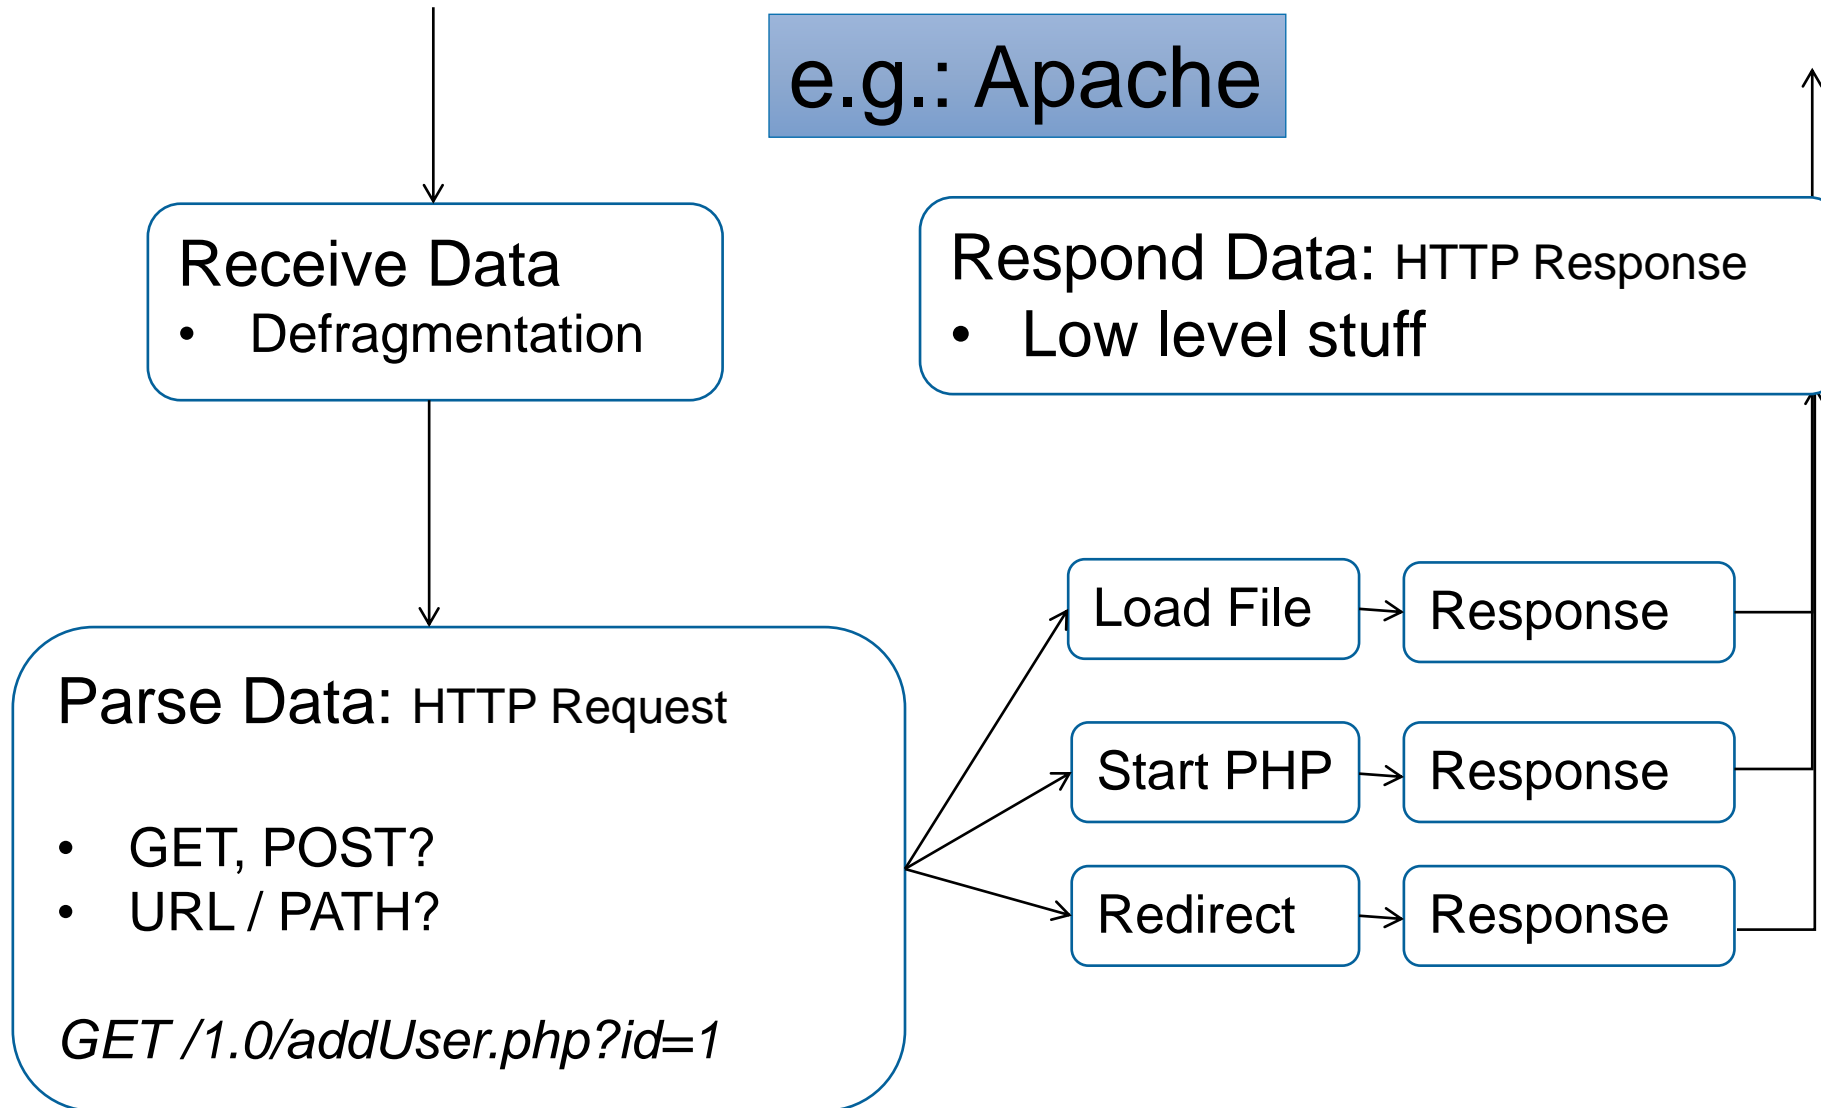 e.g.: Apache
Receive Data
• Defragmentation
Respond Data: HTTP Response
• Low level stuff
Parse Data: HTTP Request
• GET, POST?
• URL / PATH?
GET /1.0/addUser.php?id=1
Load File
Response
Start PHP
Response
Redirect
Response